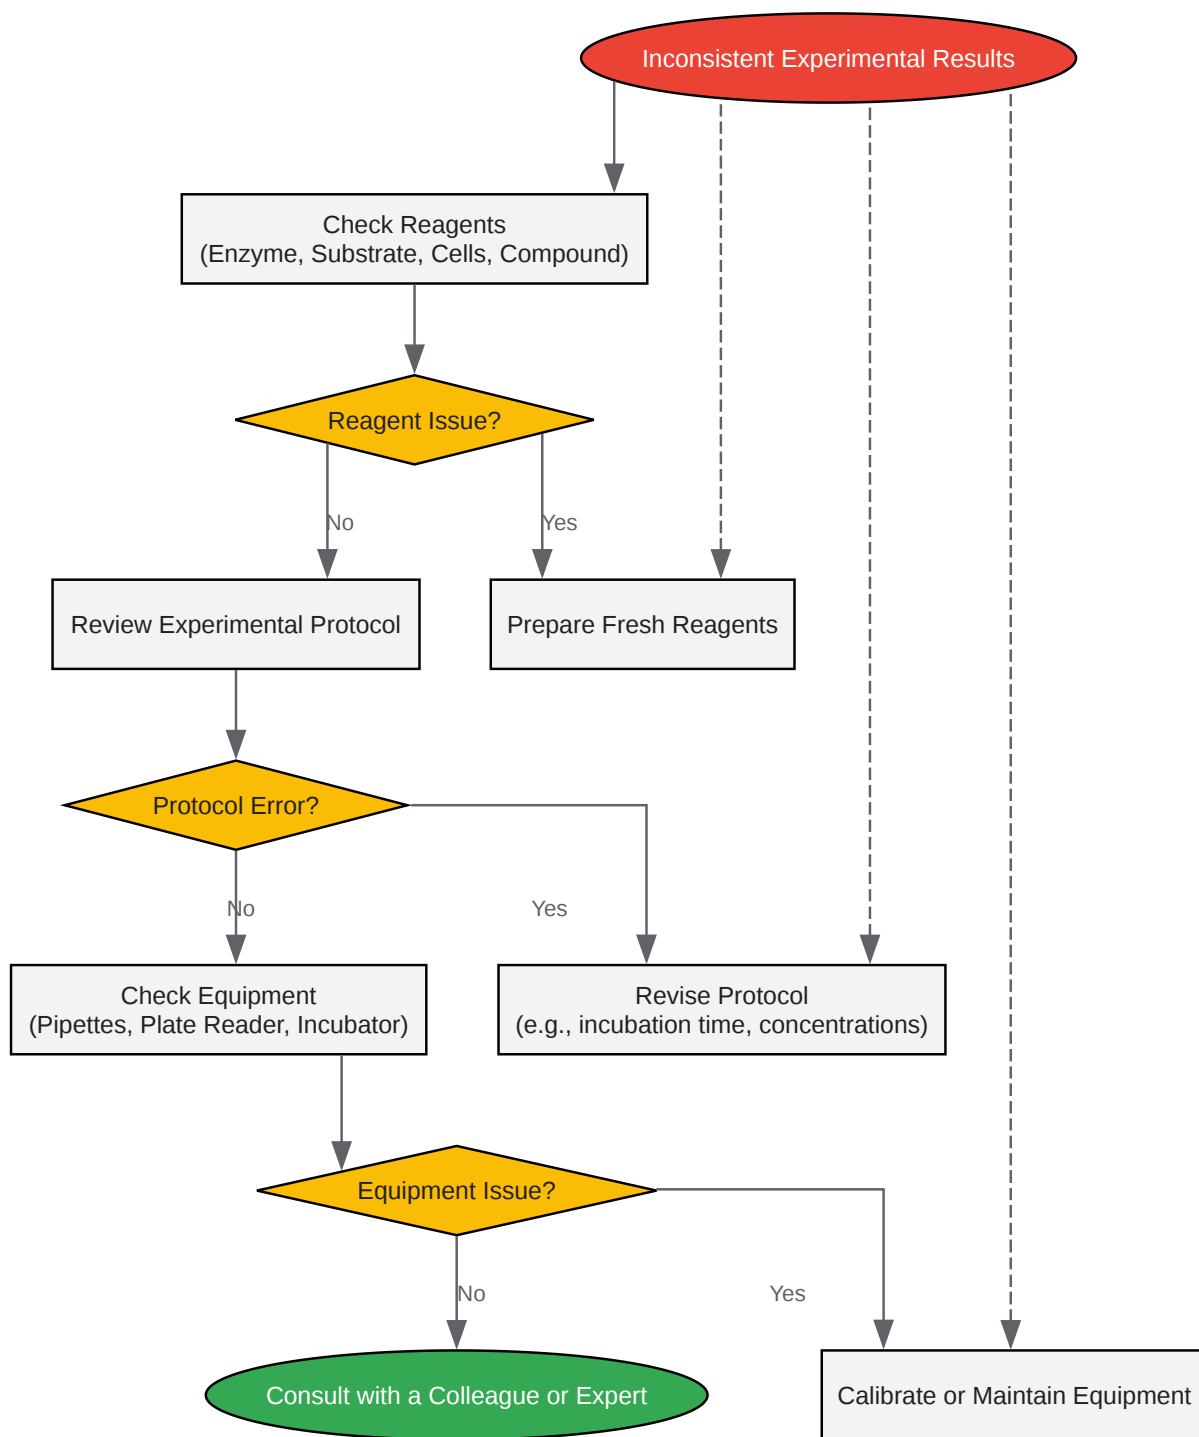 Inconsistent Experimental Results
Check Reagents
(Enzyme, Substrate, Cells, Compound)
Reagent Issue?
No
Yes
Review Experimental Protocol
Prepare Fresh Reagents
Protocol Error?
No
Yes
Check Equipment
(Pipettes, Plate Reader, Incubator)
Revise Protocol
(e.g., incubation time, concentrations)
Equipment Issue?
No
Yes
Consult with a Colleague or Expert
Calibrate or Maintain Equipment